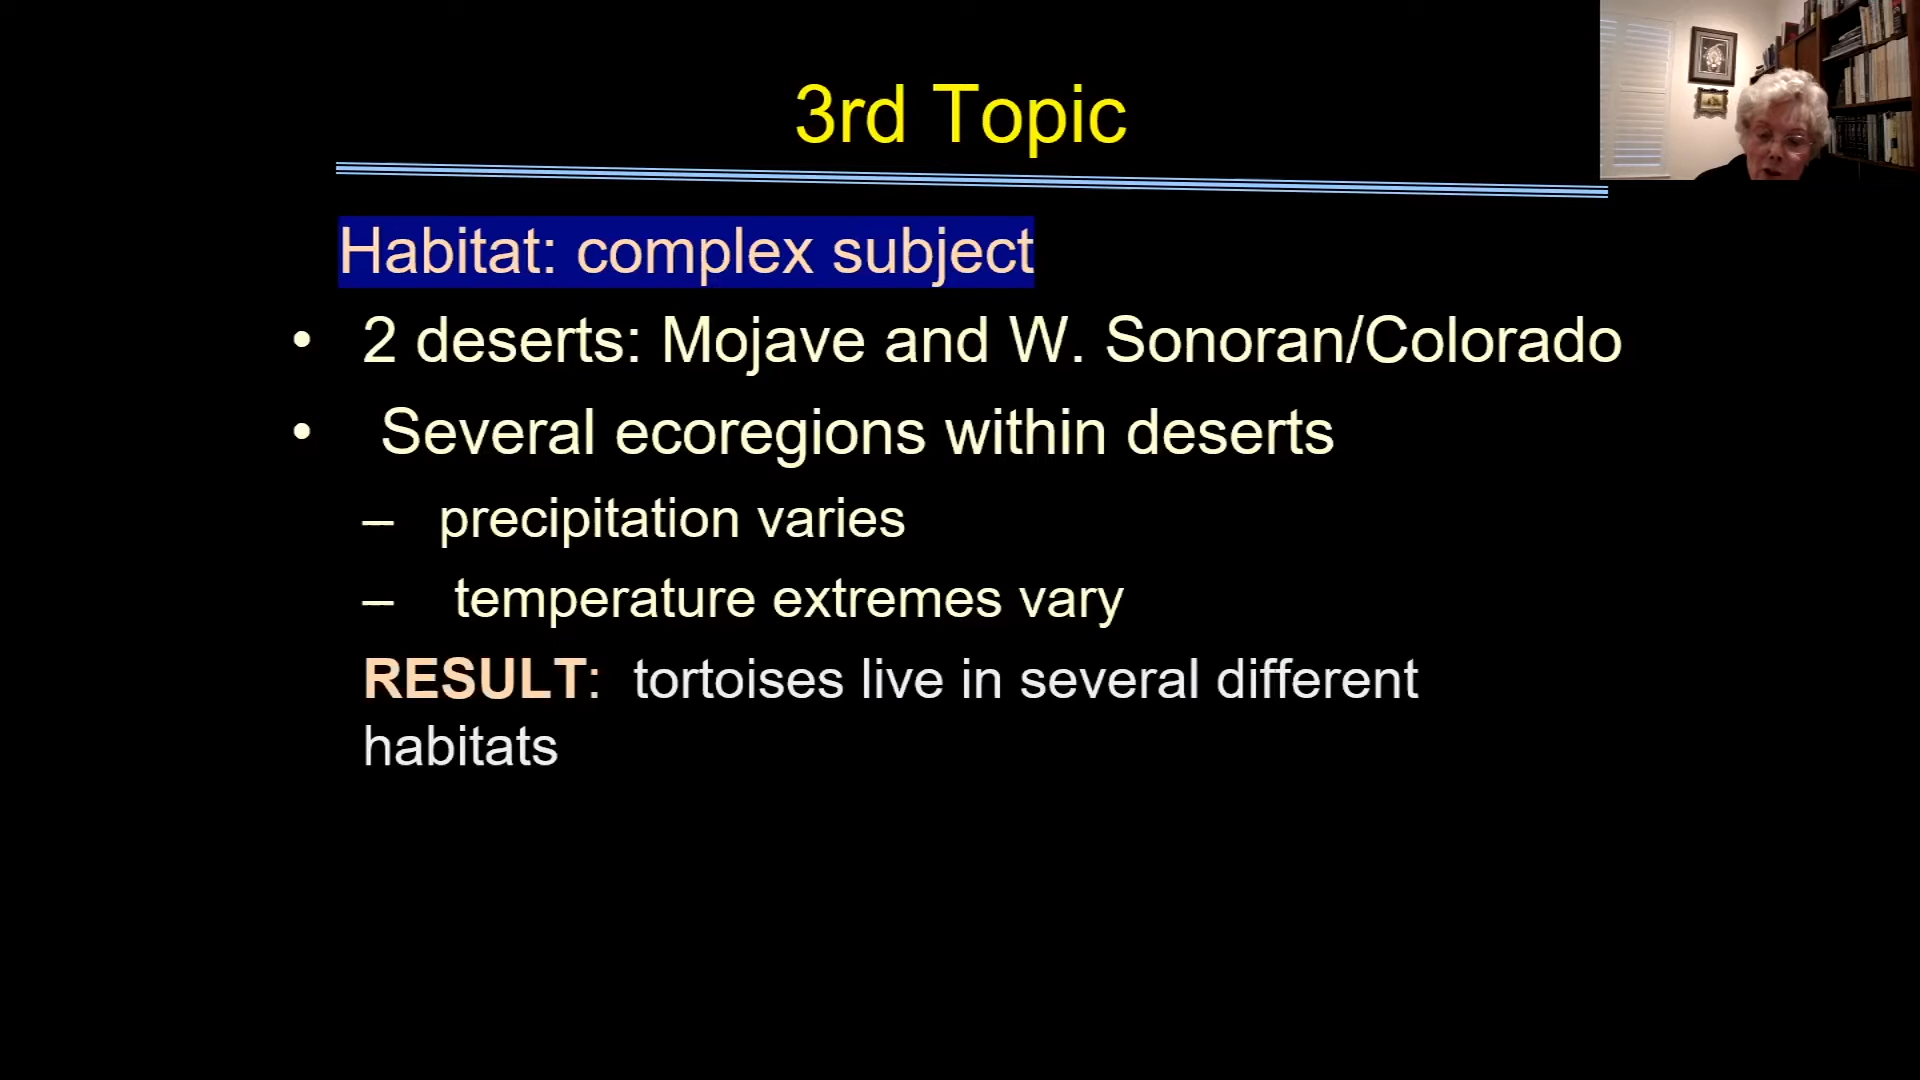 3rd Topic
Habitat: complex subject
• 2 deserts: Mojave and W. Sonoran/Colorado
• Several ecoregions within deserts
– precipitation varies
– temperature extremes vary
RESULT: tortoises live in several different
habitats